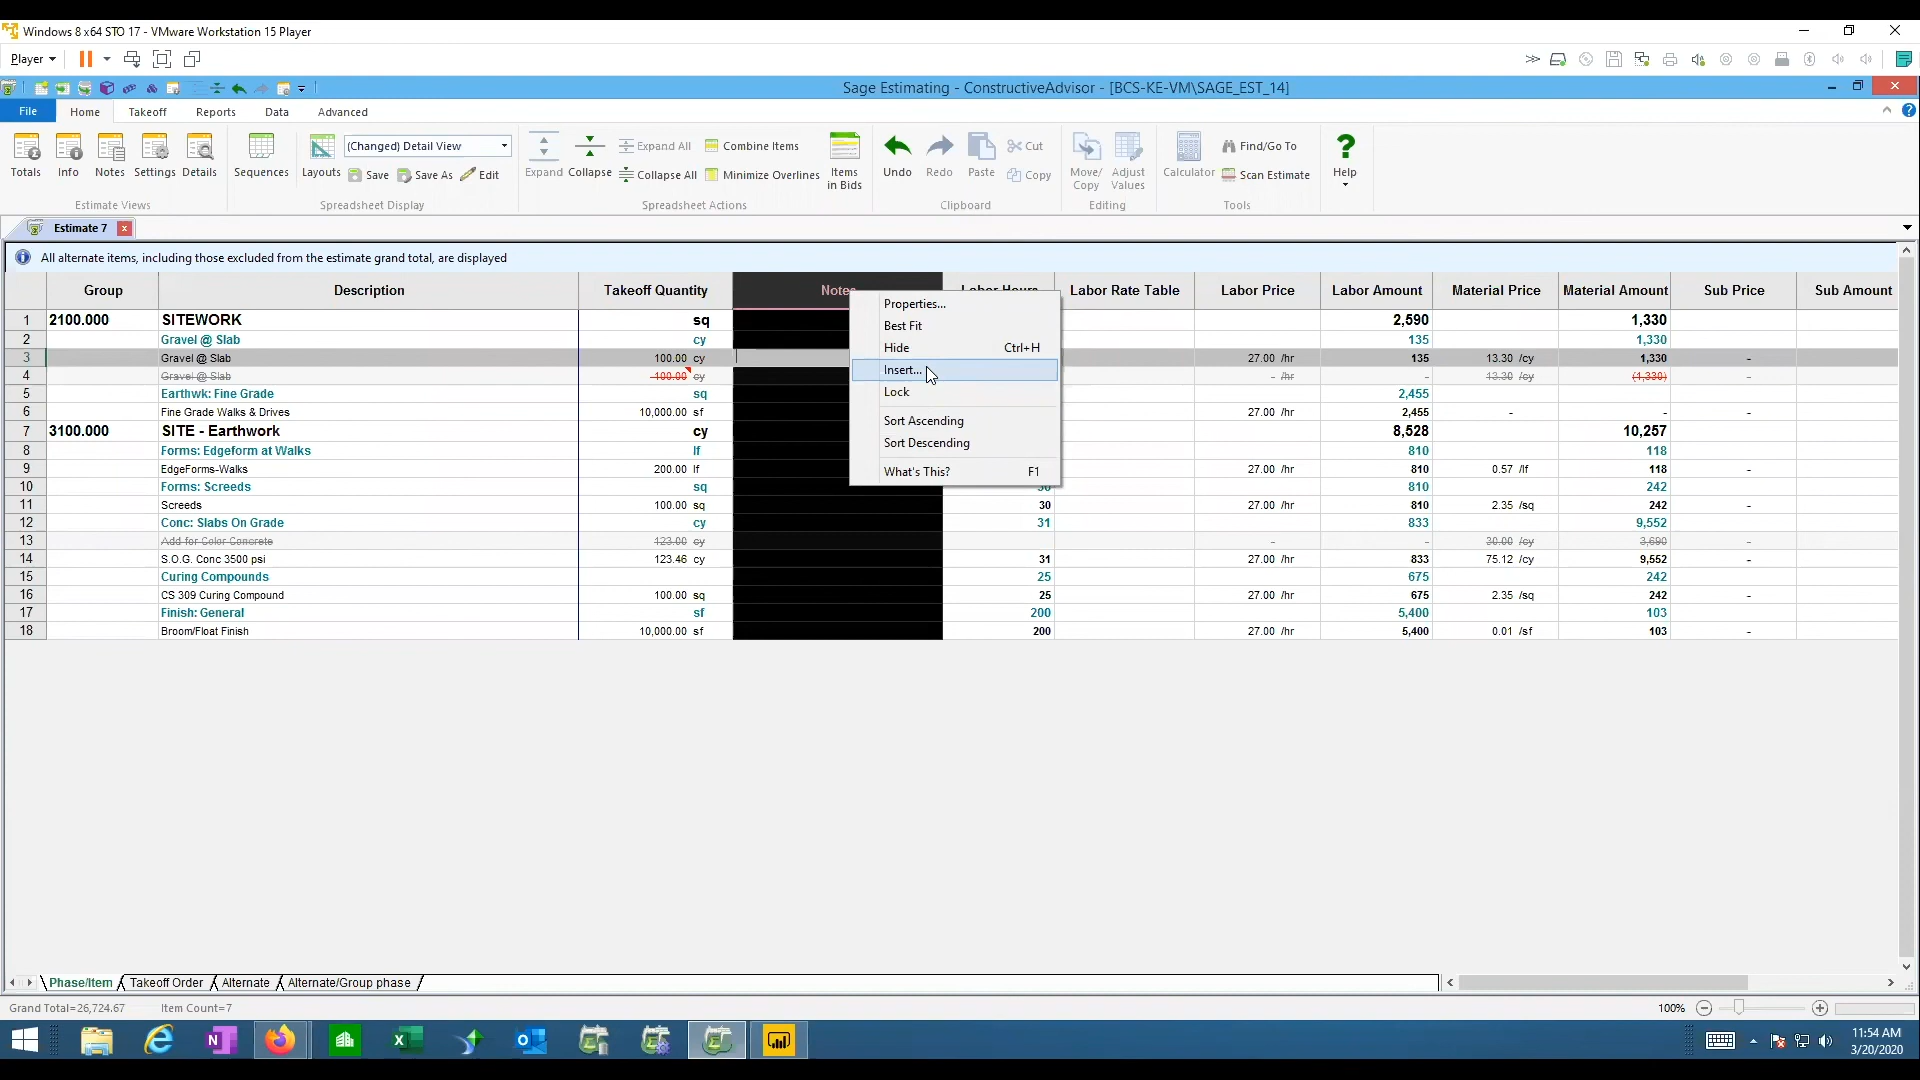 Windows 8 x64 STO 17 - VMware Workstation 15 Player
Player
Sage Estimating - ConstructiveAdvisor - [BCS-KE-VM\SAGE_EST_14]
File Home Takeoff Reports Data Advanced
Totals Info Notes Settings Details Sequences Layouts (Changed) Detail View Save Save As Edit
Expand Collapse Expand All Collapse All Combine Items Minimize Overlines Items in Bids
Undo Redo Paste Cut Copy Move/ Copy Adjust Values Calculator Find/Go To Scan Estimate Help
Estimate Views Spreadsheet Display Spreadsheet Actions Clipboard Editing Tools
Estimate 7
All alternate items, including those excluded from the estimate grand total, are displayed
Group Description Takeoff Quantity Notes Labor Hours Labor Rate Table Labor Price Labor Amount Material Price Material Amount Sub Price Sub Amount
1 2100.000 SITEWORK sq 2,590 1,330
2 Gravel @ Slab cy 135 1,330
3 Gravel @ Slab 100.00 cy 27.00 /hr 135 13.30 /cy 1,330 -
4 Gravel @ Slab -100.00 cy - /hr - 13.30 /cy (1,330) -
5 Earthwk: Fine Grade sq 2,455
6 Fine Grade Walks & Drives 10,000.00 sf 27.00 /hr 2,455 - - -
7 3100.000 SITE - Earthwork cy 8,528 10,257
8 Forms: Edgeform at Walks lf 810 118
9 EdgeForms-Walks 200.00 lf 27.00 /hr 810 0.57 /lf 118 -
10 Forms: Screeds sq 30 810 242
11 Screeds 100.00 sq 30 27.00 /hr 810 2.35 /sq 242 -
12 Conc: Slabs On Grade cy 31 833 9,552
13 Add for Color Concrete 123.00 cy - - 30.00 /cy 3,690 -
14 S.O.G. Conc 3500 psi 123.46 cy 31 27.00 /hr 833 75.12 /cy 9,552 -
15 Curing Compounds 25 675 242
16 CS 309 Curing Compound 100.00 sq 25 27.00 /hr 675 2.35 /sq 242 -
17 Finish: General sf 200 5,400 103
18 Broom/Float Finish 10,000.00 sf 200 27.00 /hr 5,400 0.01 /sf 103 -
Properties...
Best Fit
Hide Ctrl+H
Insert...
Lock
Sort Ascending
Sort Descending
What's This? F1
Phase/Item Takeoff Order Alternate Alternate/Group phase
Grand Total=26,724.67 Item Count=7 100%
11:54 AM
3/20/2020